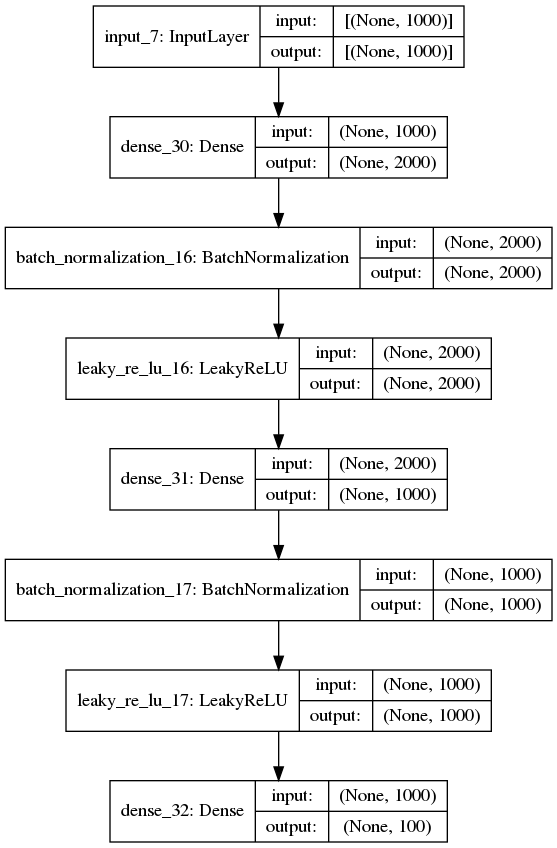 input_7: InputLayer
input: [(None, 1000)]
output: [(None, 1000)]
dense_30: Dense
input: (None, 1000)
output: (None, 2000)
batch_normalization_16: BatchNormalization
input: (None, 2000)
output: (None, 2000)
leaky_re_lu_16: LeakyReLU
input: (None, 2000)
output: (None, 2000)
dense_31: Dense
input: (None, 2000)
output: (None, 1000)
batch_normalization_17: BatchNormalization
input: (None, 1000)
output: (None, 1000)
leaky_re_lu_17: LeakyReLU
input: (None, 1000)
output: (None, 1000)
dense_32: Dense
input: (None, 1000)
output: (None, 100)